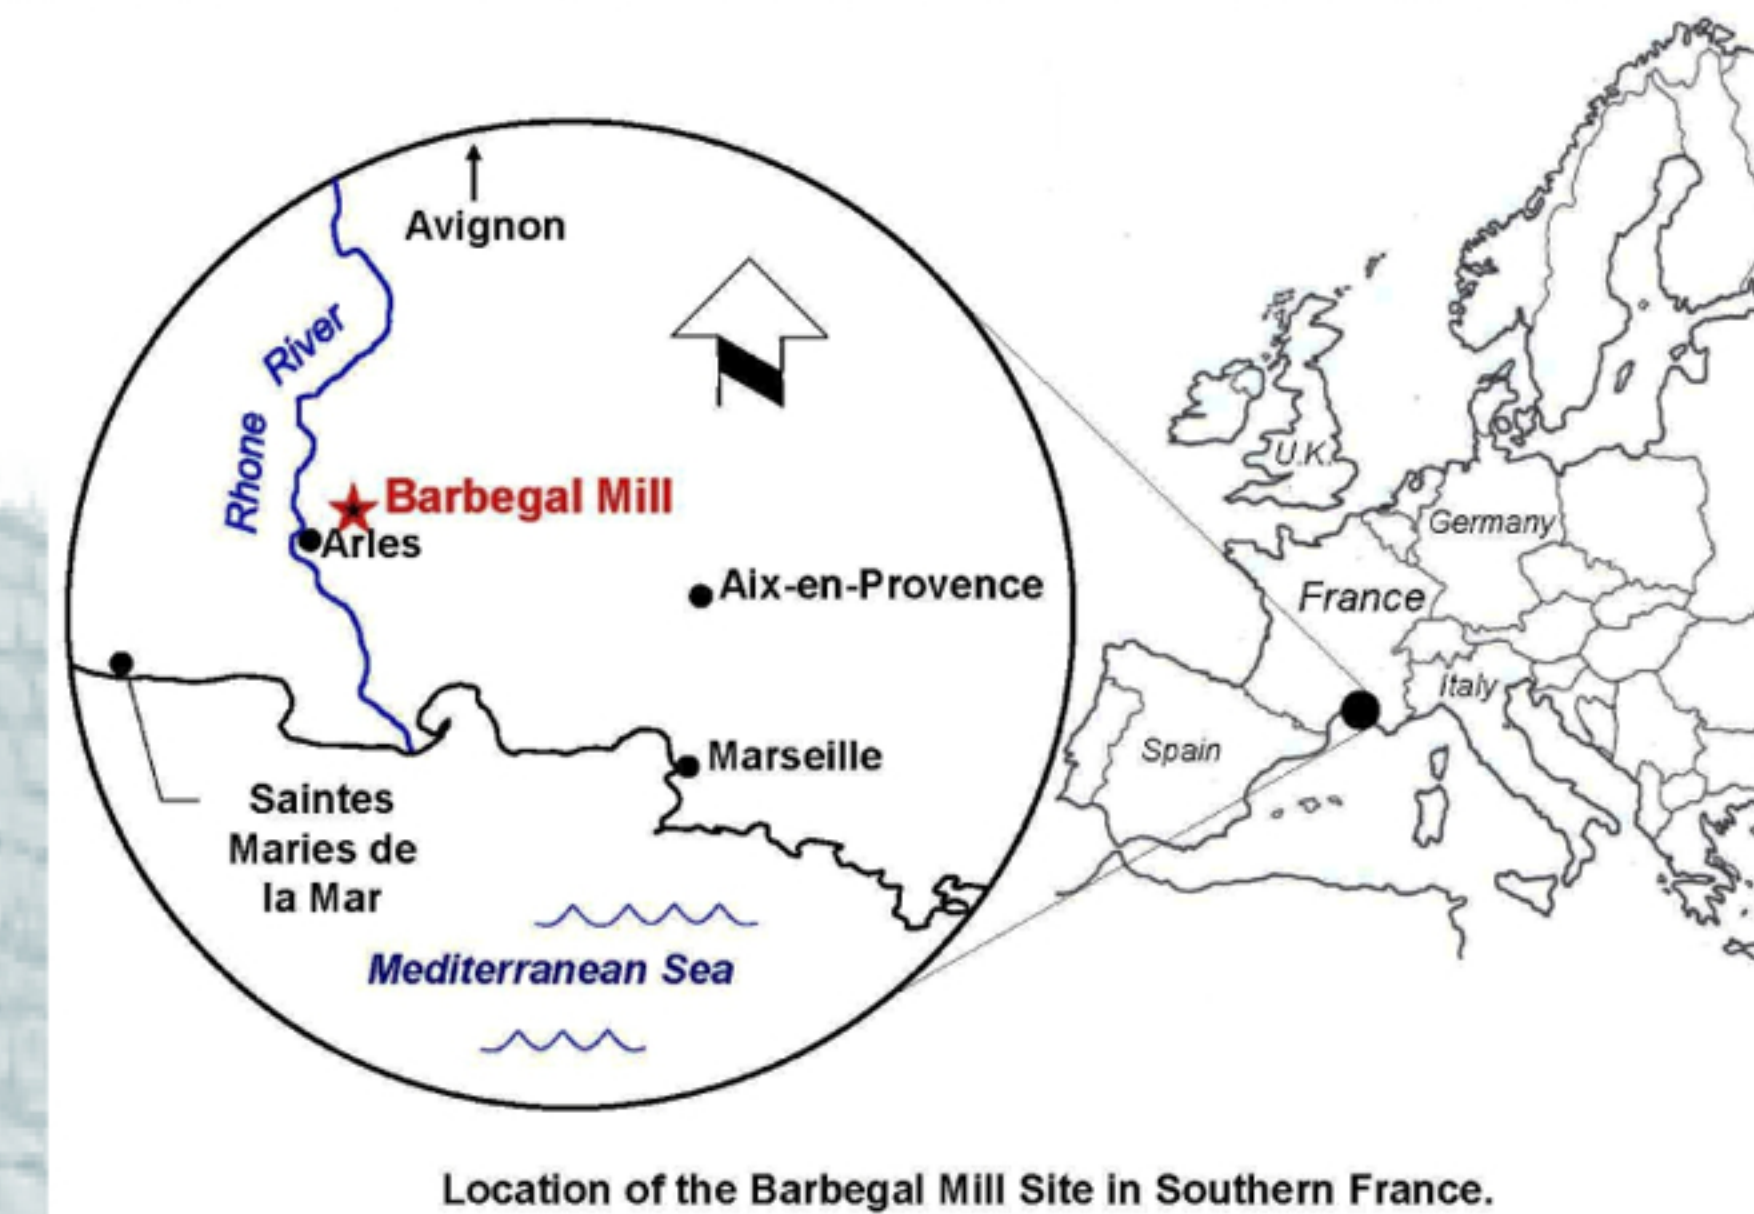 Avignon
River
Rhone
Barbegal Mill
Arles
Aix-en-Provence
Marseille
Saintes
Maries de
la Mar
Mediterranean Sea
U.K.
Germany
France
Italy
Spain
Location of the Barbegal Mill Site in Southern France.